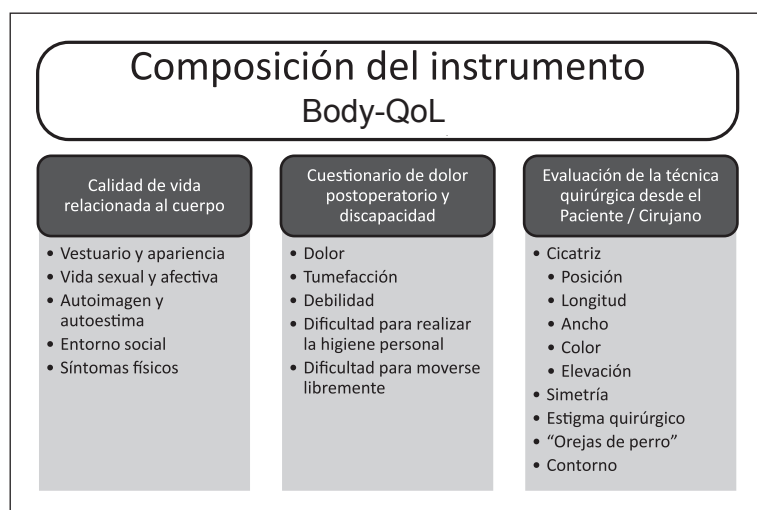 Composición del instrumento
Body-QoL
Calidad de vida
relacionada al cuerpo
• Vestuario y apariencia
• Vida sexual y afectiva
• Autoimagen y
autoestima
• Entorno social
• Síntomas físicos
Cuestionario de dolor
postoperatorio y
discapacidad
• Dolor
• Tumefacción
• Debilidad
• Dificultad para realizar
la higiene personal
• Dificultad para moverse
libremente
Evaluación de la técnica
quirúrgica desde el
Paciente / Cirujano
• Cicatriz
• Posición
• Longitud
• Ancho
• Color
• Elevación
• Simetría
• Estigma quirúrgico
• “Orejas de perro”
• Contorno